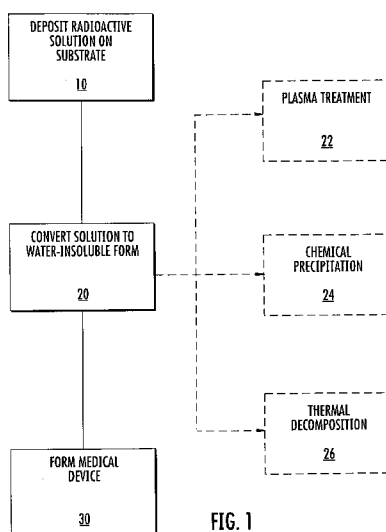 DEPOSIT RADIOACTIVE
SOLUTION ON
SUBSTRATE
10
PLASMA TREATMENT
22
CONVERT SOLUTION TO
WATER-INSOLUBLE FORM
20
CHEMICAL
PRECIPITATION
24
THERMAL
DECOMPOSITION
26
FORM MEDICAL
DEVICE
30
FIG. 1